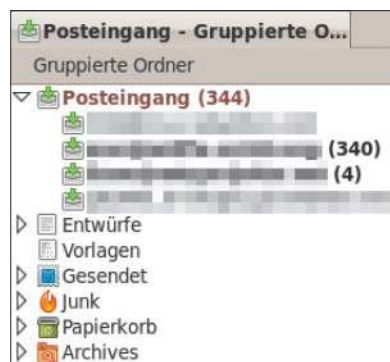 Posteingang - Gruppierte O...
Gruppierte Ordner
Posteingang (344)
(340)
(4)
Entwürfe
Vorlagen
Gesendet
Junk
Papierkorb
Archives